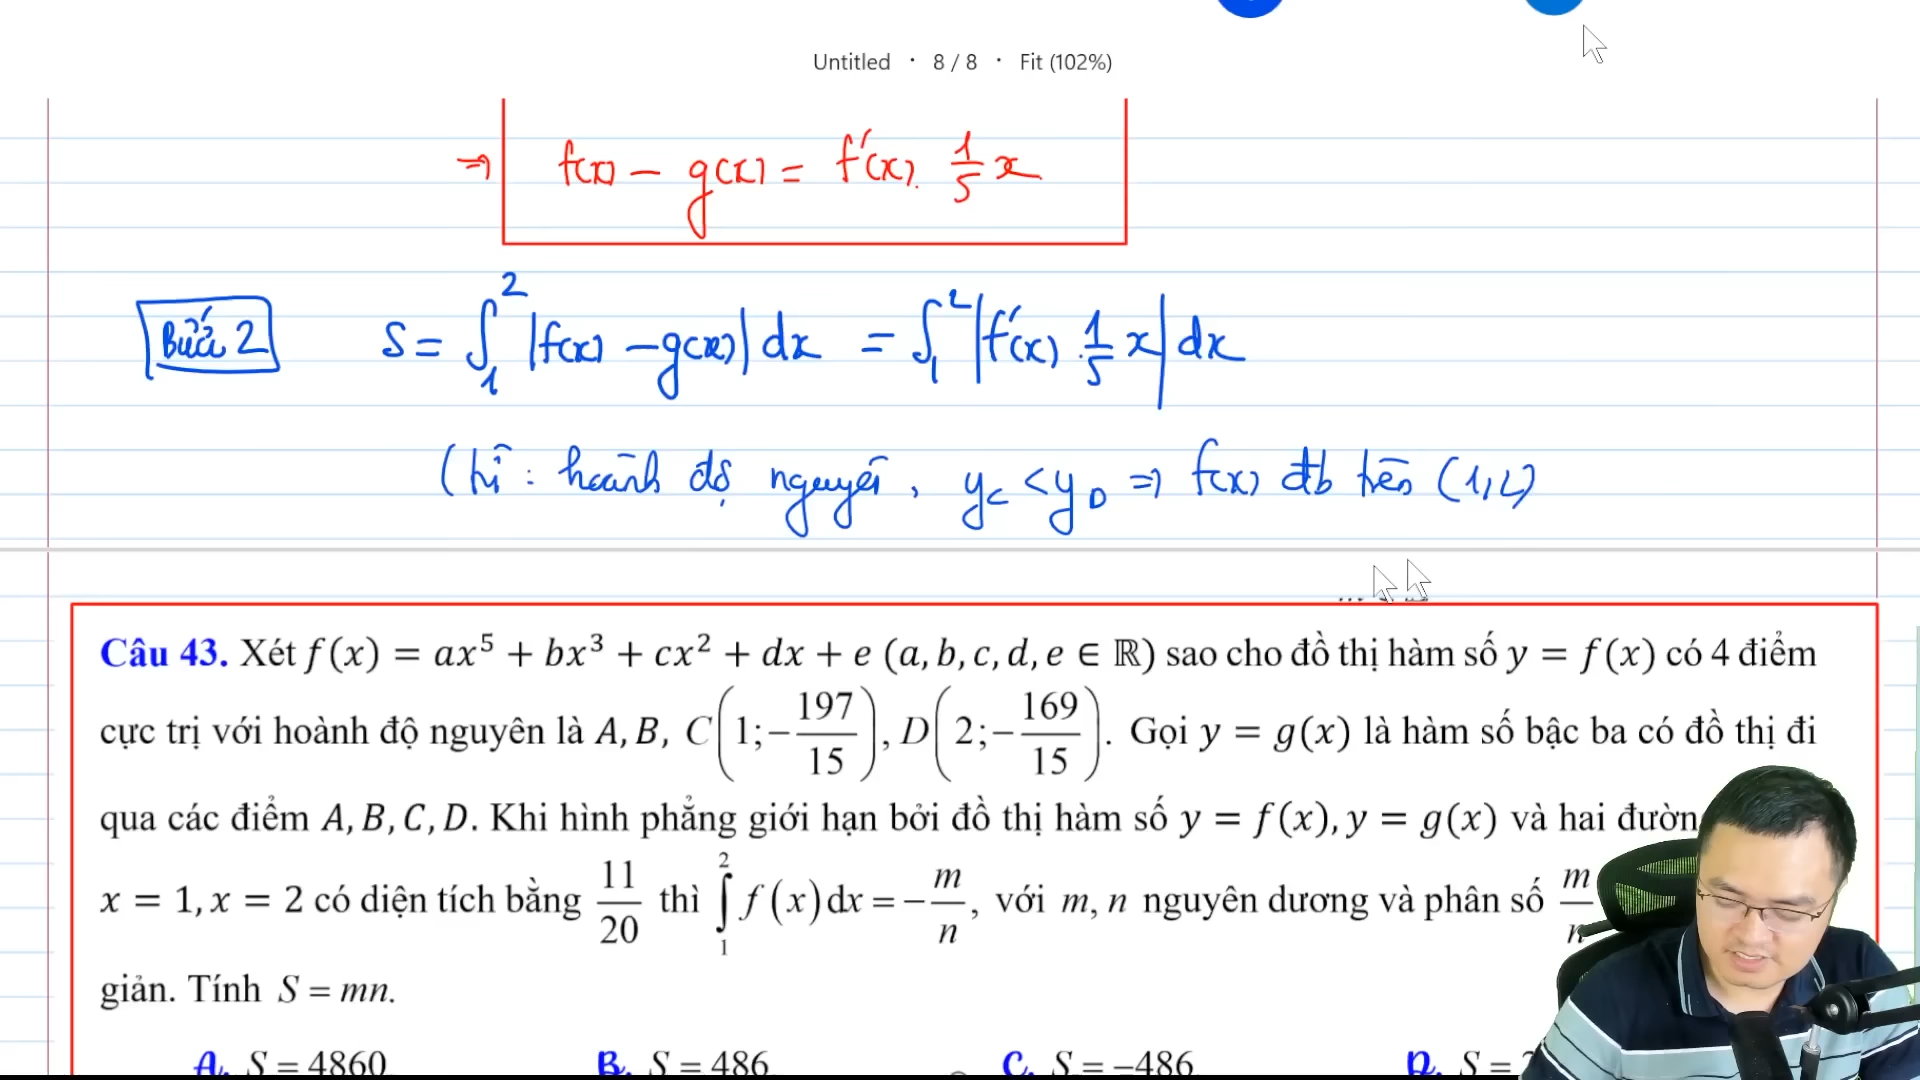 Untitled · 8 / 8 · Fit (102%)
⇒ f(x) − g(x) = f'(x). 1/5 x
Bước 2 S = ∫₁² |f(x) − g(x)| dx = ∫₁² |f'(x) . 1/5 x| dx
hoành độ nguyên, y_C < y_D ⇒ f(x) đb trên (1,2)
Câu 43. Xét f(x) = ax⁵ + bx³ + cx² + dx + e (a, b, c, d, e ∈ ℝ) sao cho đồ thị hàm số y = f(x) có 4 điểm
cực trị với hoành độ nguyên là A, B, C(1; −197/15), D(2; −169/15). Gọi y = g(x) là hàm số bậc ba có đồ thị đi
qua các điểm A, B, C, D. Khi hình phẳng giới hạn bởi đồ thị hàm số y = f(x), y = g(x) và hai đườn
x = 1, x = 2 có diện tích bằng 11/20 thì ∫₁² f(x)dx = −m/n, với m, n nguyên dương và phân số m/n
giản. Tính S = mn.
A. S = 4860 B. S = 486 C. S = −486 D. S =